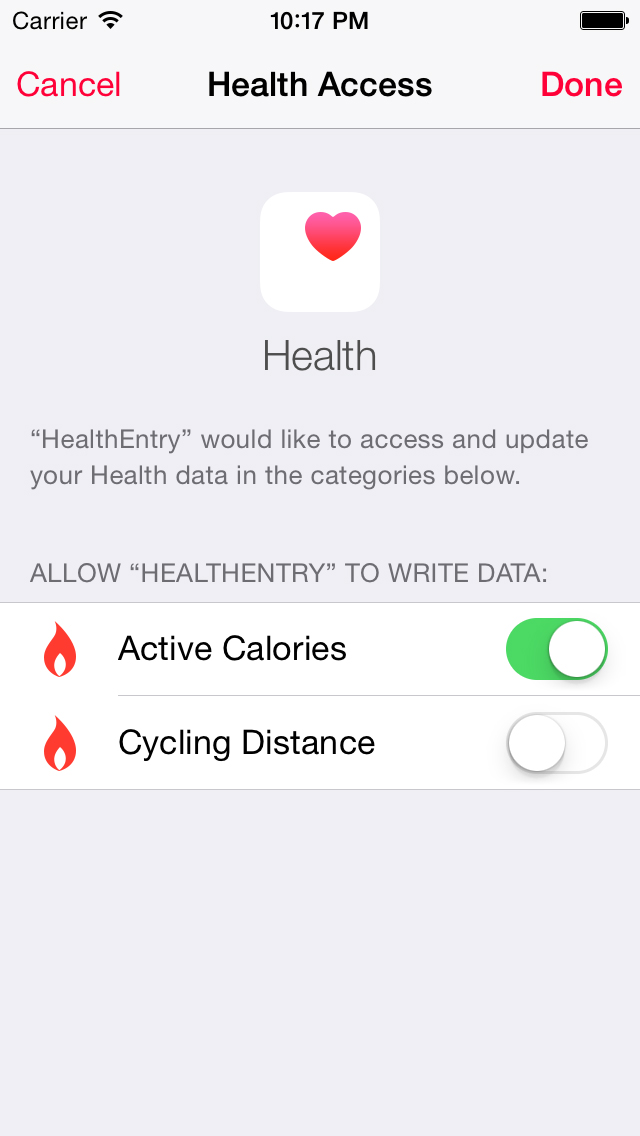 Carrier 10:17 PM
Cancel Health Access Done
Health
“HealthEntry” would like to access and update
your Health data in the categories below.
ALLOW “HEALTHENTRY” TO WRITE DATA:
Active Calories
Cycling Distance